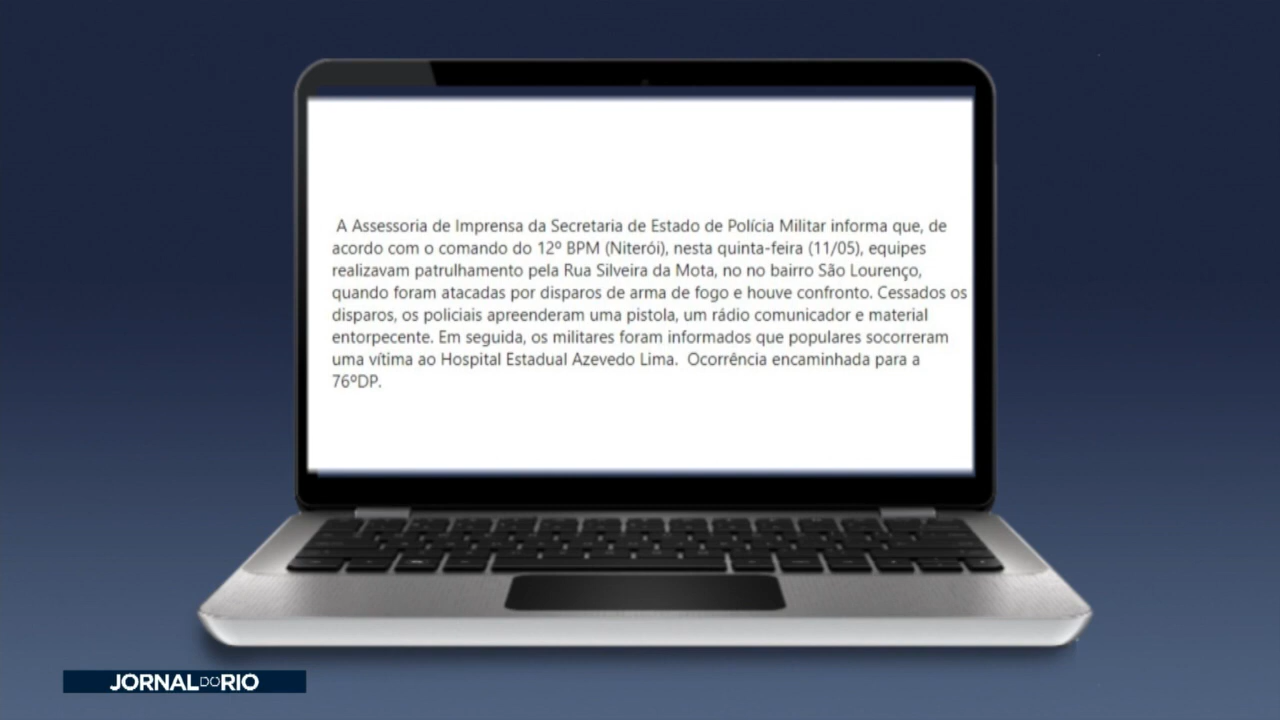 A Assessoria de Imprensa da Secretaria de Estado de Polícia Militar informa que, de
acordo com o comando do 12º BPM (Niterói), nesta quinta-feira (11/05), equipes
realizavam patrulhamento pela Rua Silveira da Mota, no no bairro São Lourenço,
quando foram atacadas por disparos de arma de fogo e houve confronto. Cessados os
disparos, os policiais apreenderam uma pistola, um rádio comunicador e material
entorpecente. Em seguida, os militares foram informados que populares socorreram
uma vítima ao Hospital Estadual Azevedo Lima.  Ocorrência encaminhada para a
76ºDP.
JORNAL DO RIO